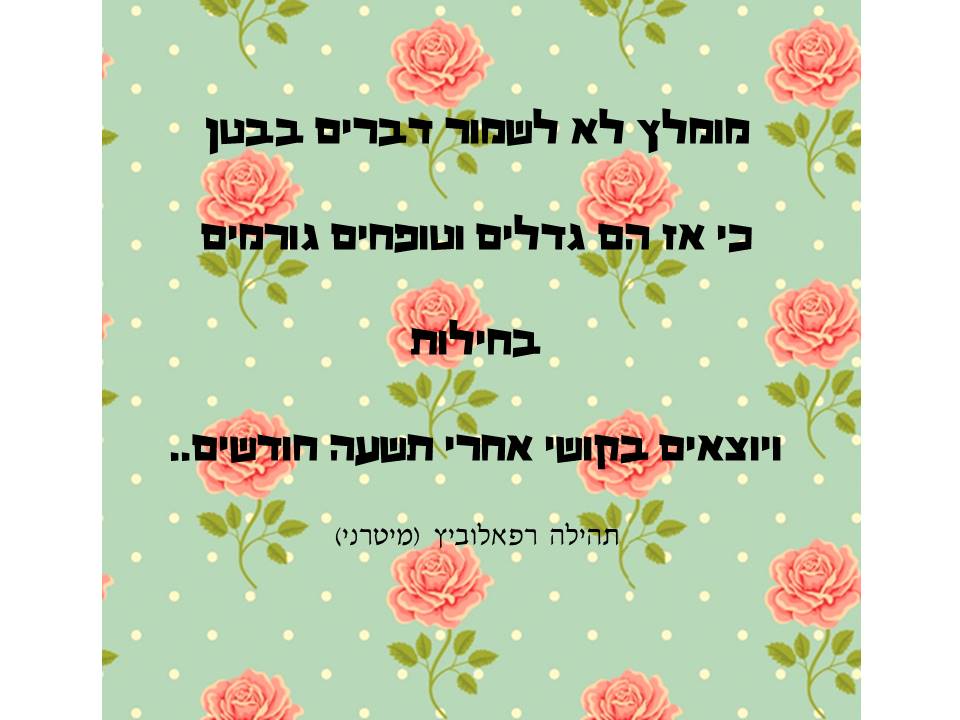 מומלץ לא לשמור דברים בבטן
כי אז הם גדלים וטופחים גורמים
בחילות
ויוצאים בקושי אחרי תשעה חודשים..
תהילה רפאלוביץ (מיטרני)